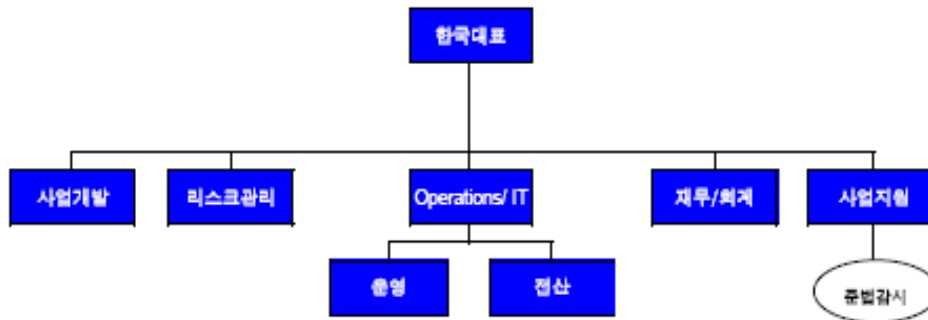 한국대표
사업개발
리스크관리
Operations/ IT
재무/회계
사업지원
운영
전산
준법감시